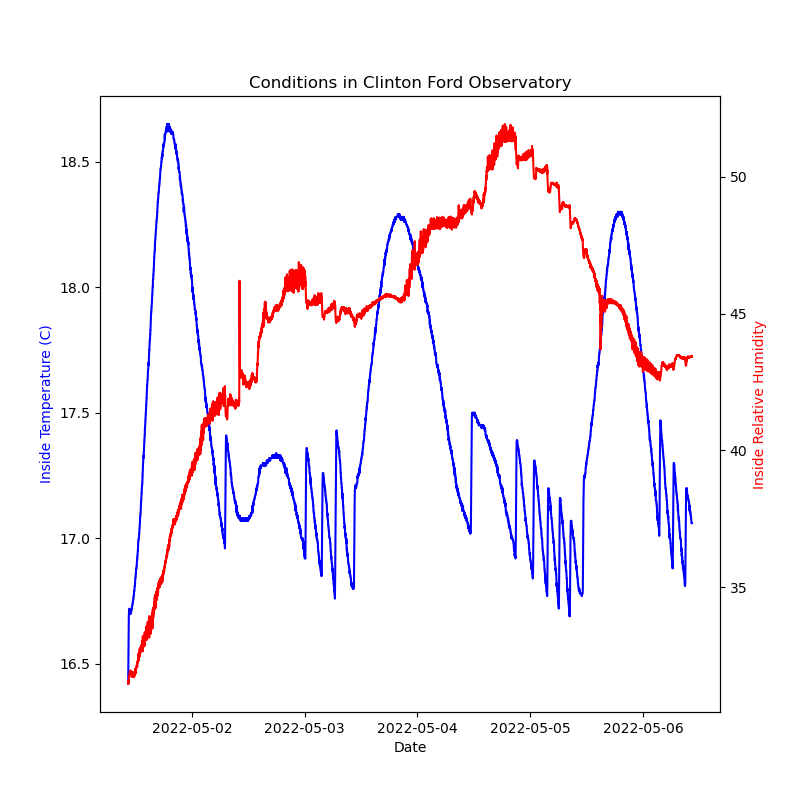 Conditions in Clinton Ford Observatory
18.5
18.0
17.5
17.0
16.5
Inside Temperature (C)
50
45
40
35
Inside Relative Humidity
2022-05-02 2022-05-03 2022-05-04 2022-05-05 2022-05-06
Date